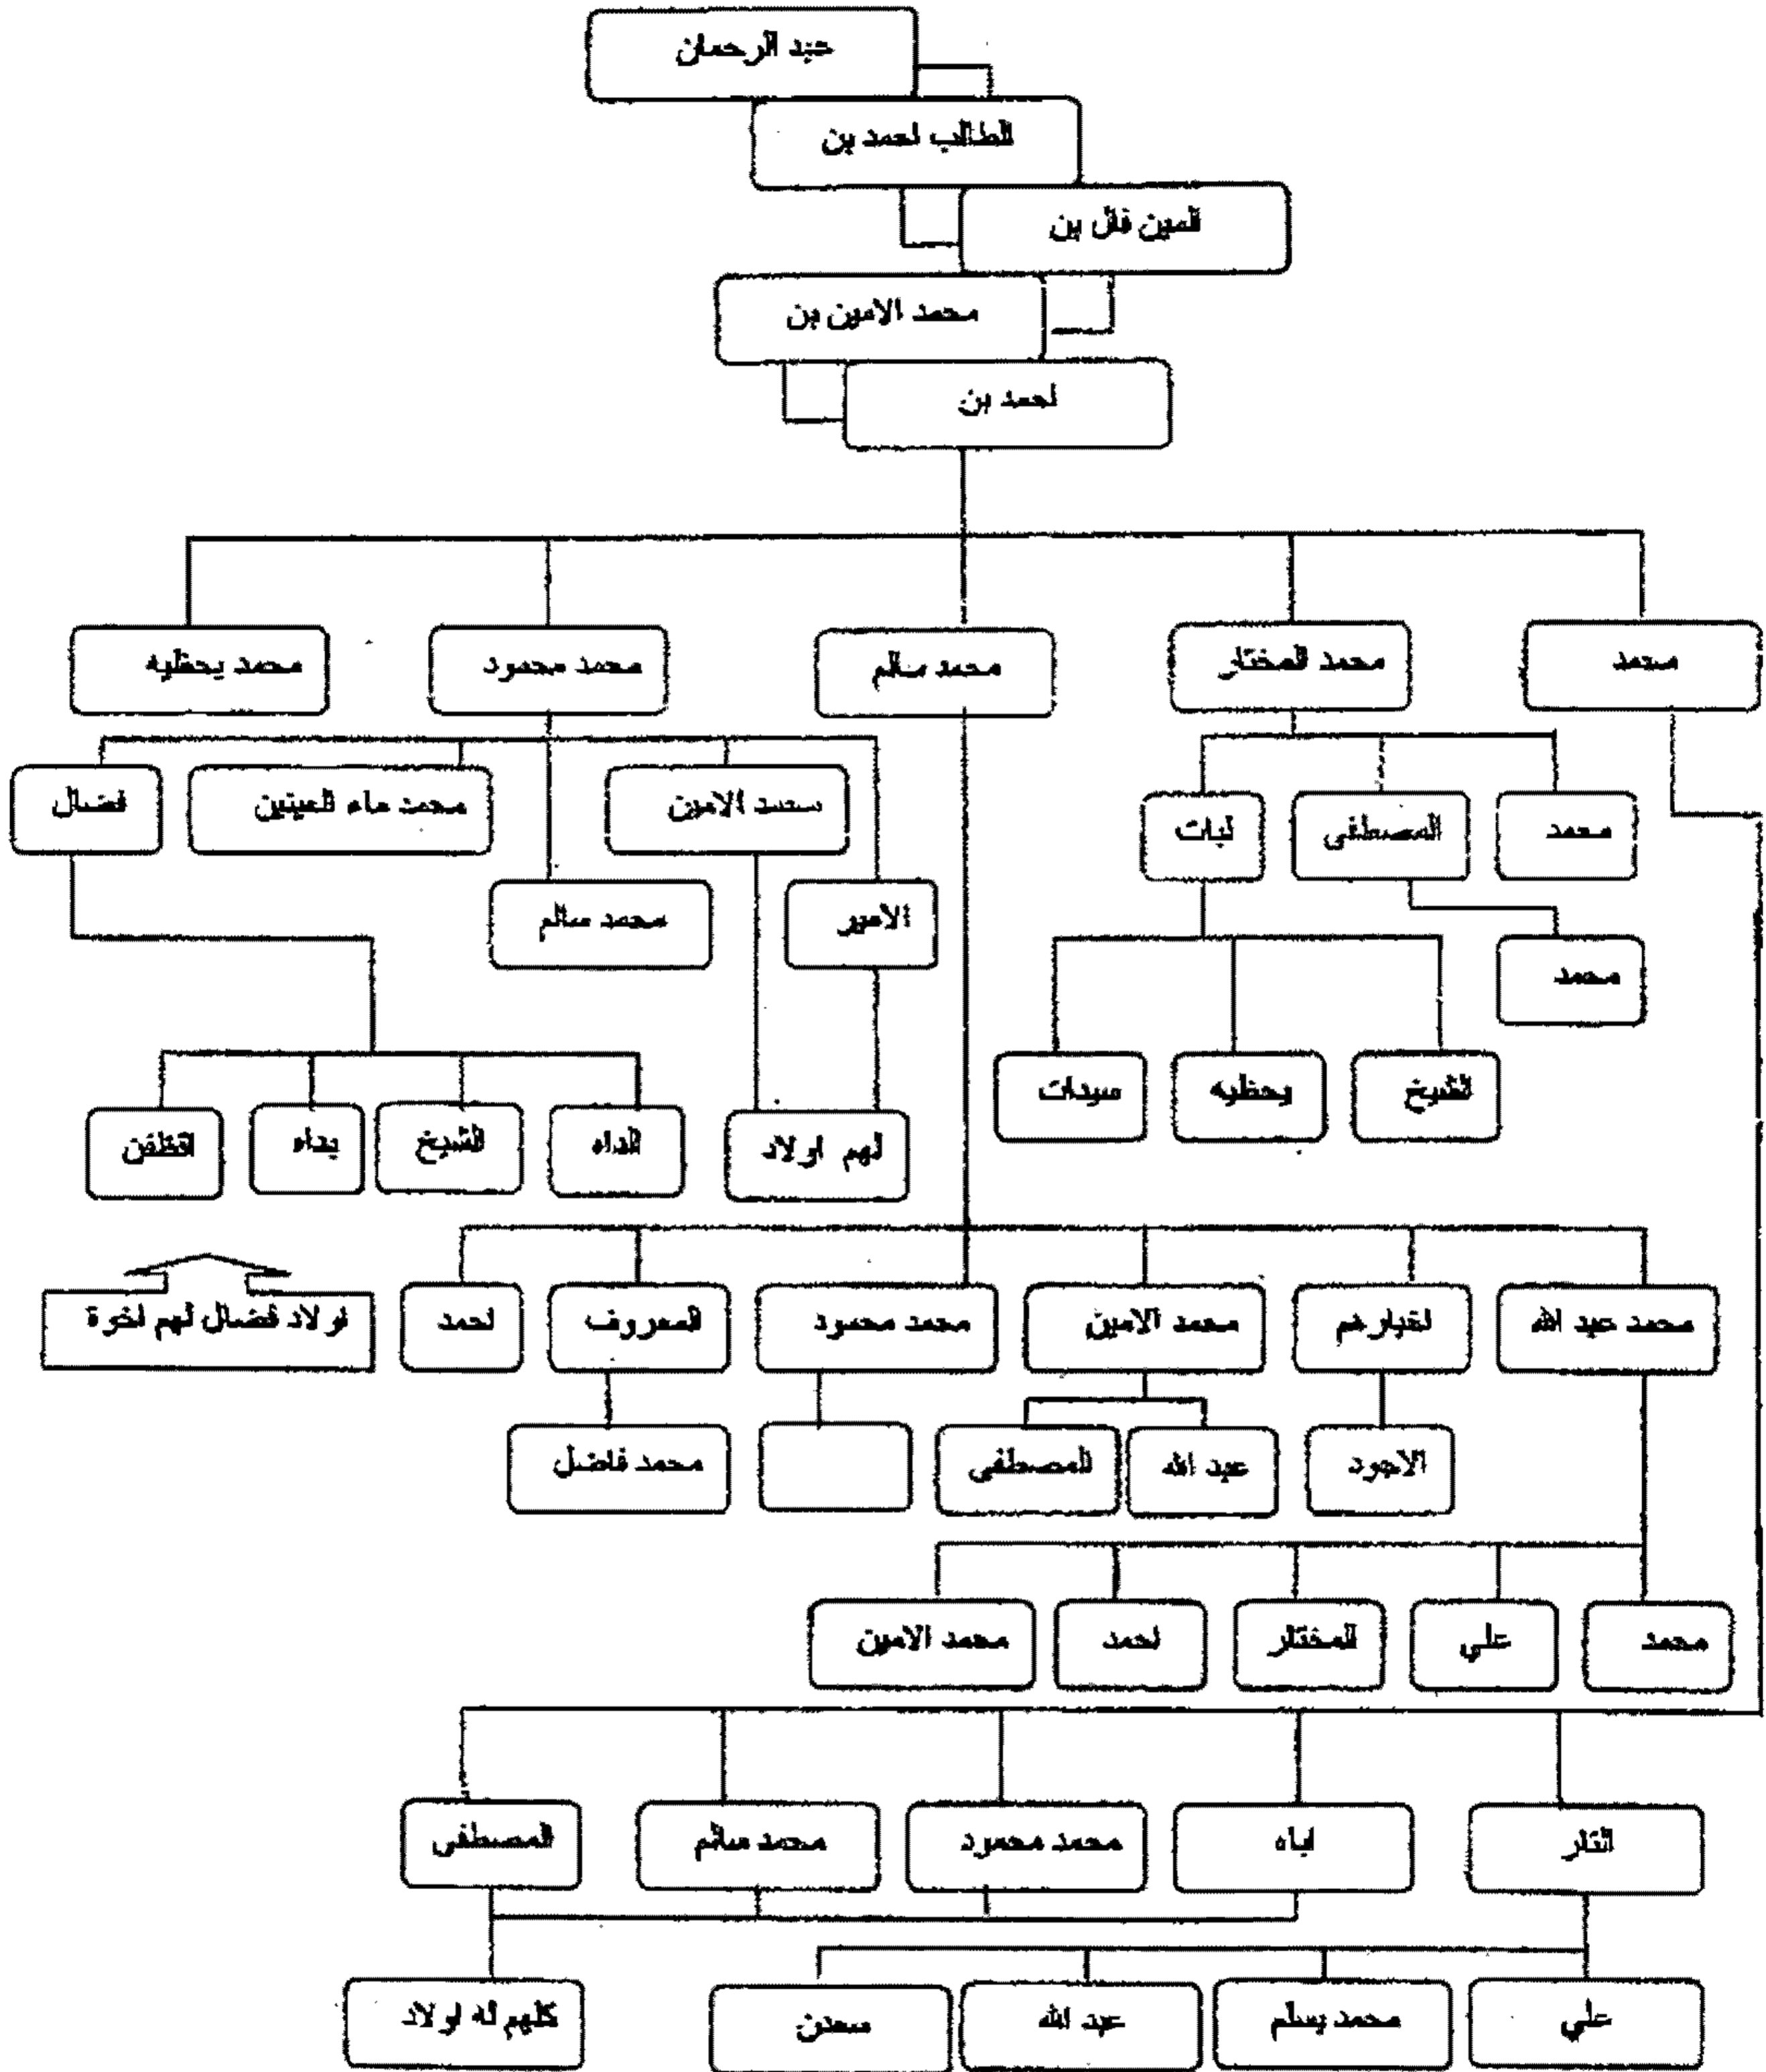 عبد الرحمان
الطالب احمد بن
المين فال بن
محمد الامين بن
احمد بن
محمد
محمد المختار
محمد سالم
محمد محمود
محمد يحظيه
محمد
المصطفى
لبات
محمد الامين
محمد ماء العينين
فضال
الامير
محمد سالم
محمد
الشيخ
يحظيه
سيدات
لهم اولاد
الداه
الشيخ
بداه
محمد عبد الله
اخيارهم
محمد الامين
محمد محمود
المعروف
احمد
اولاد فضال لهم اخوة
الاجود
عبد الله
المصطفى
محمد فاضل
محمد
علي
المختار
احمد
محمد الامين
التار
اباه
محمد محمود
محمد سالم
المصطفى
علي
محمد يسلم
عبد الله
سعدن
كلهم له اولاد